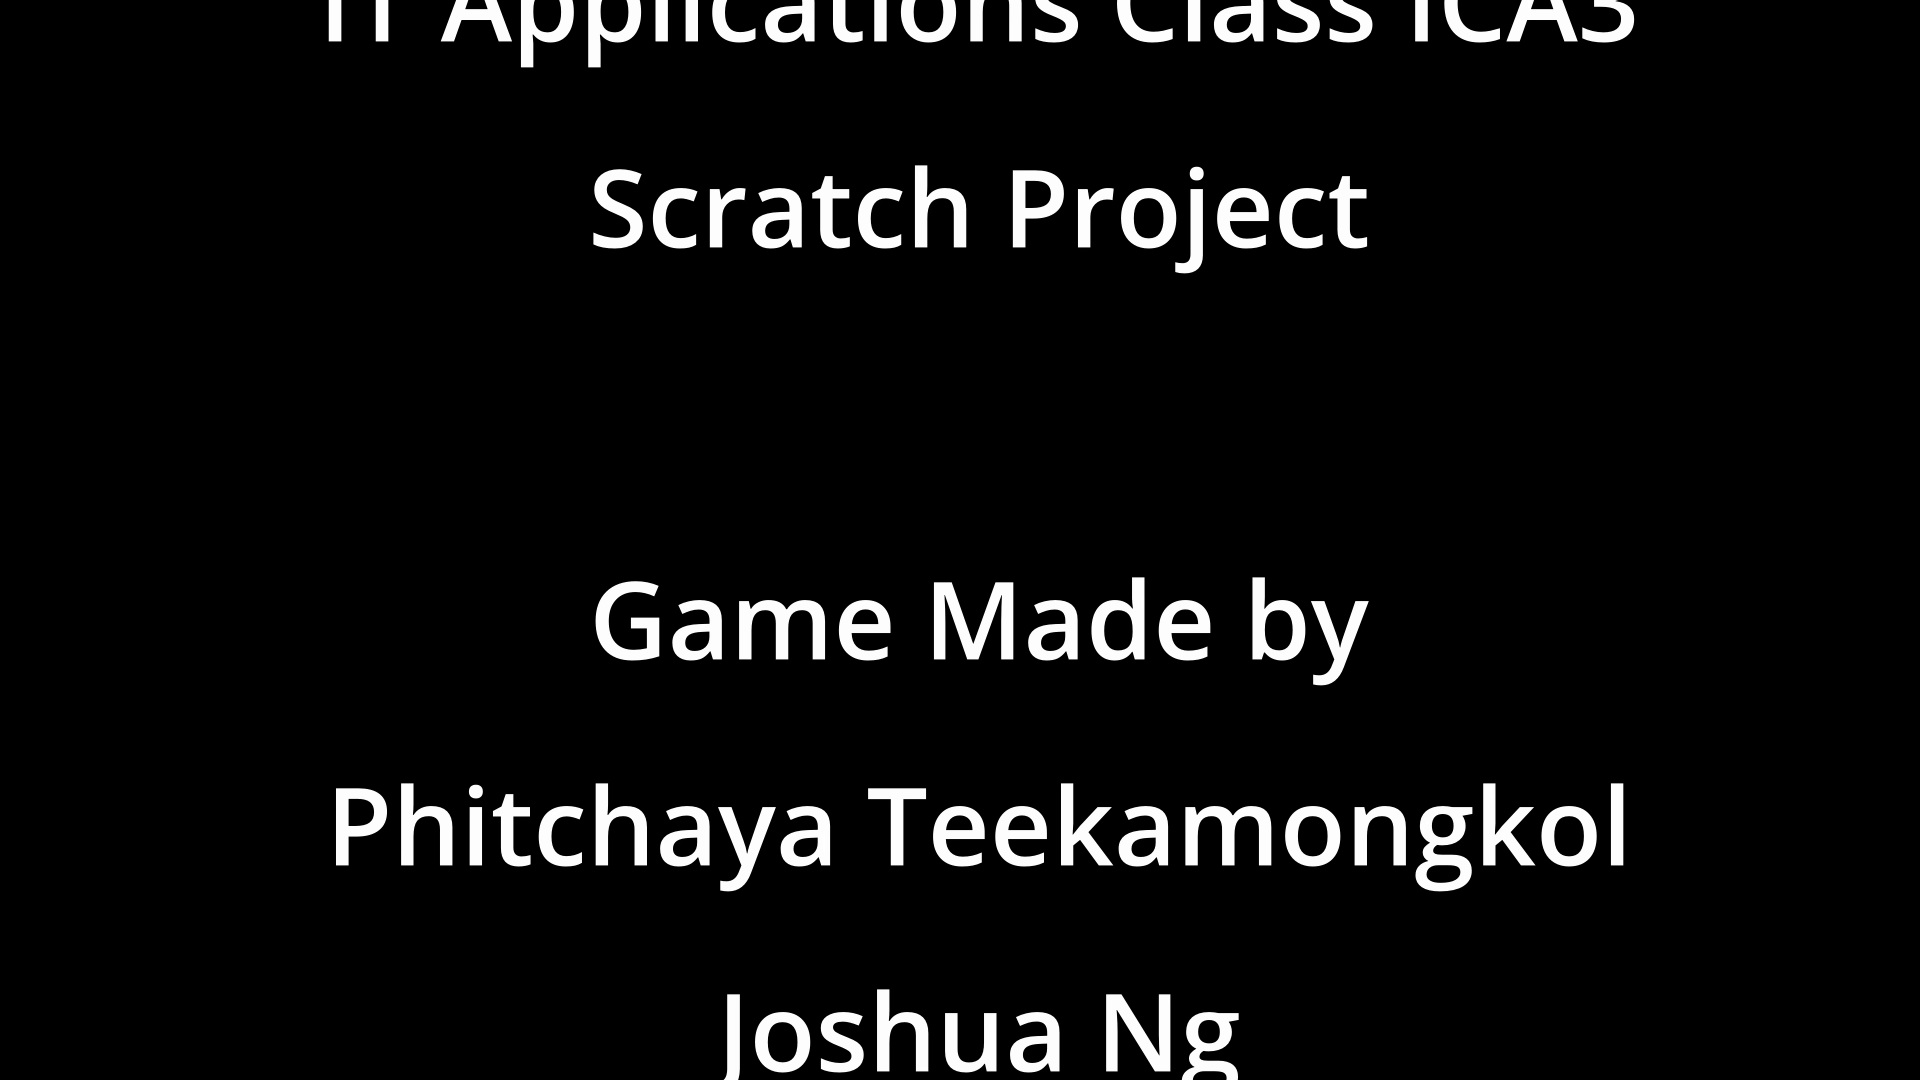 IT Applications Class ICA3
Scratch Project
Game Made by
Phitchaya Teekamongkol
Joshua Ng